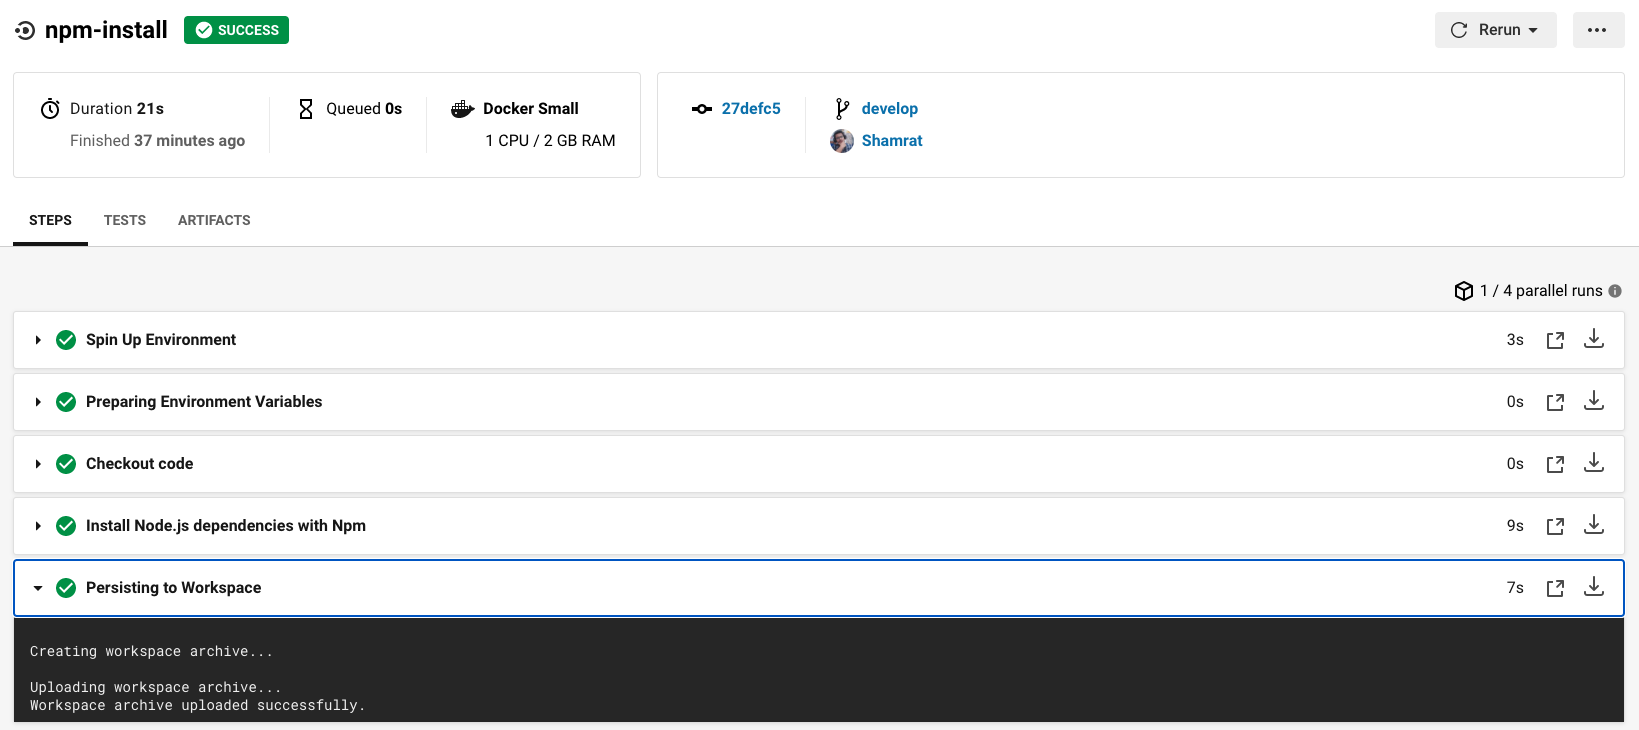 npm-install SUCCESS Rerun
Duration 21s Queued 0s Docker Small 27defc5 develop
Finished 37 minutes ago 1 CPU / 2 GB RAM Shamrat
STEPS TESTS ARTIFACTS
1 / 4 parallel runs
Spin Up Environment 3s
Preparing Environment Variables 0s
Checkout code 0s
Install Node.js dependencies with Npm 9s
Persisting to Workspace 7s
Creating workspace archive...
Uploading workspace archive...
Workspace archive uploaded successfully.